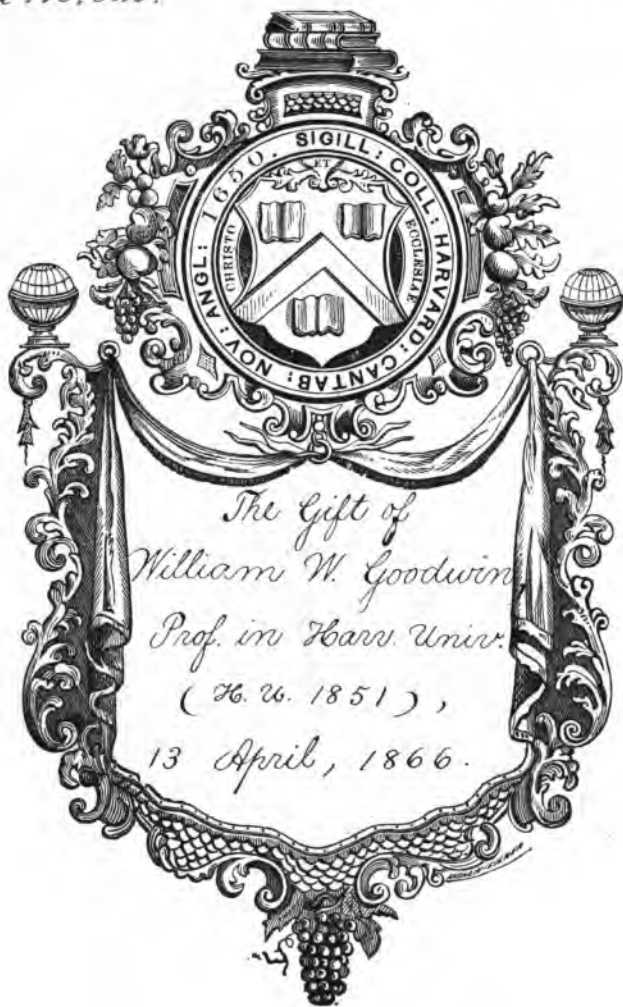 1650. SIGILL: COLL: HARVARD: CANTAB: NOV: ANGL:
ET
CHRISTO
ECCLESIAE
The Gift of
William W. Goodwin,
Prof. in Harv. Univ.
(H. U. 1851),
13 April, 1866.